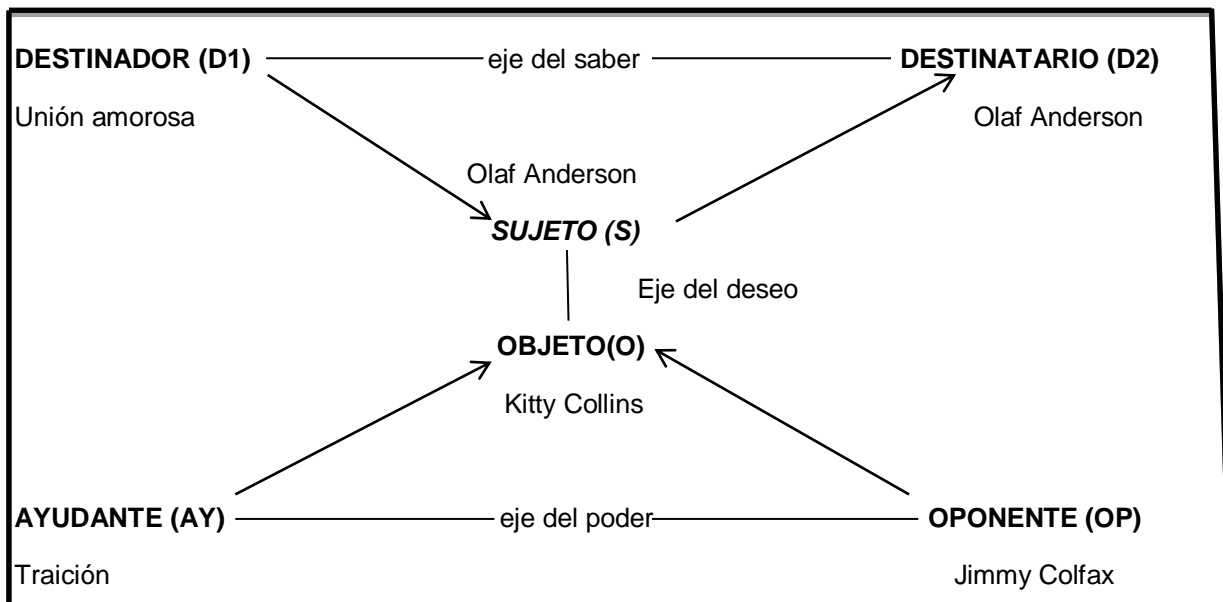 DESTINADOR (D1) eje del saber DESTINATARIO (D2)
Unión amorosa Olaf Anderson
Olaf Anderson
SUJETO (S)
Eje del deseo
OBJETO(O)
Kitty Collins
AYUDANTE (AY) eje del poder OPONENTE (OP)
Traición Jimmy Colfax